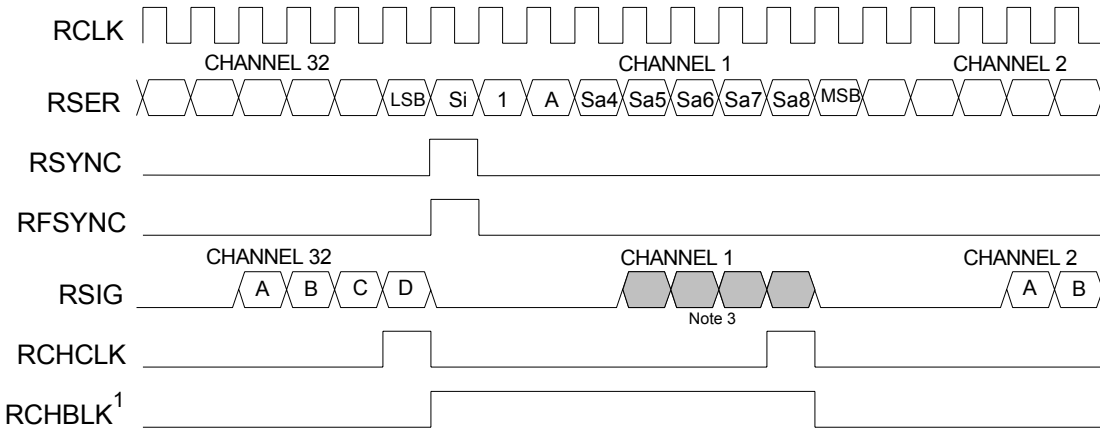 RCLK
CHANNEL 32 CHANNEL 1 CHANNEL 2
RSER LSB Si 1 A Sa4 Sa5 Sa6 Sa7 Sa8 MSB
RSYNC
RFSYNC
CHANNEL 32 CHANNEL 1 CHANNEL 2
RSIG A B C D A B
Note 3
RCHCLK
RCHBLK¹